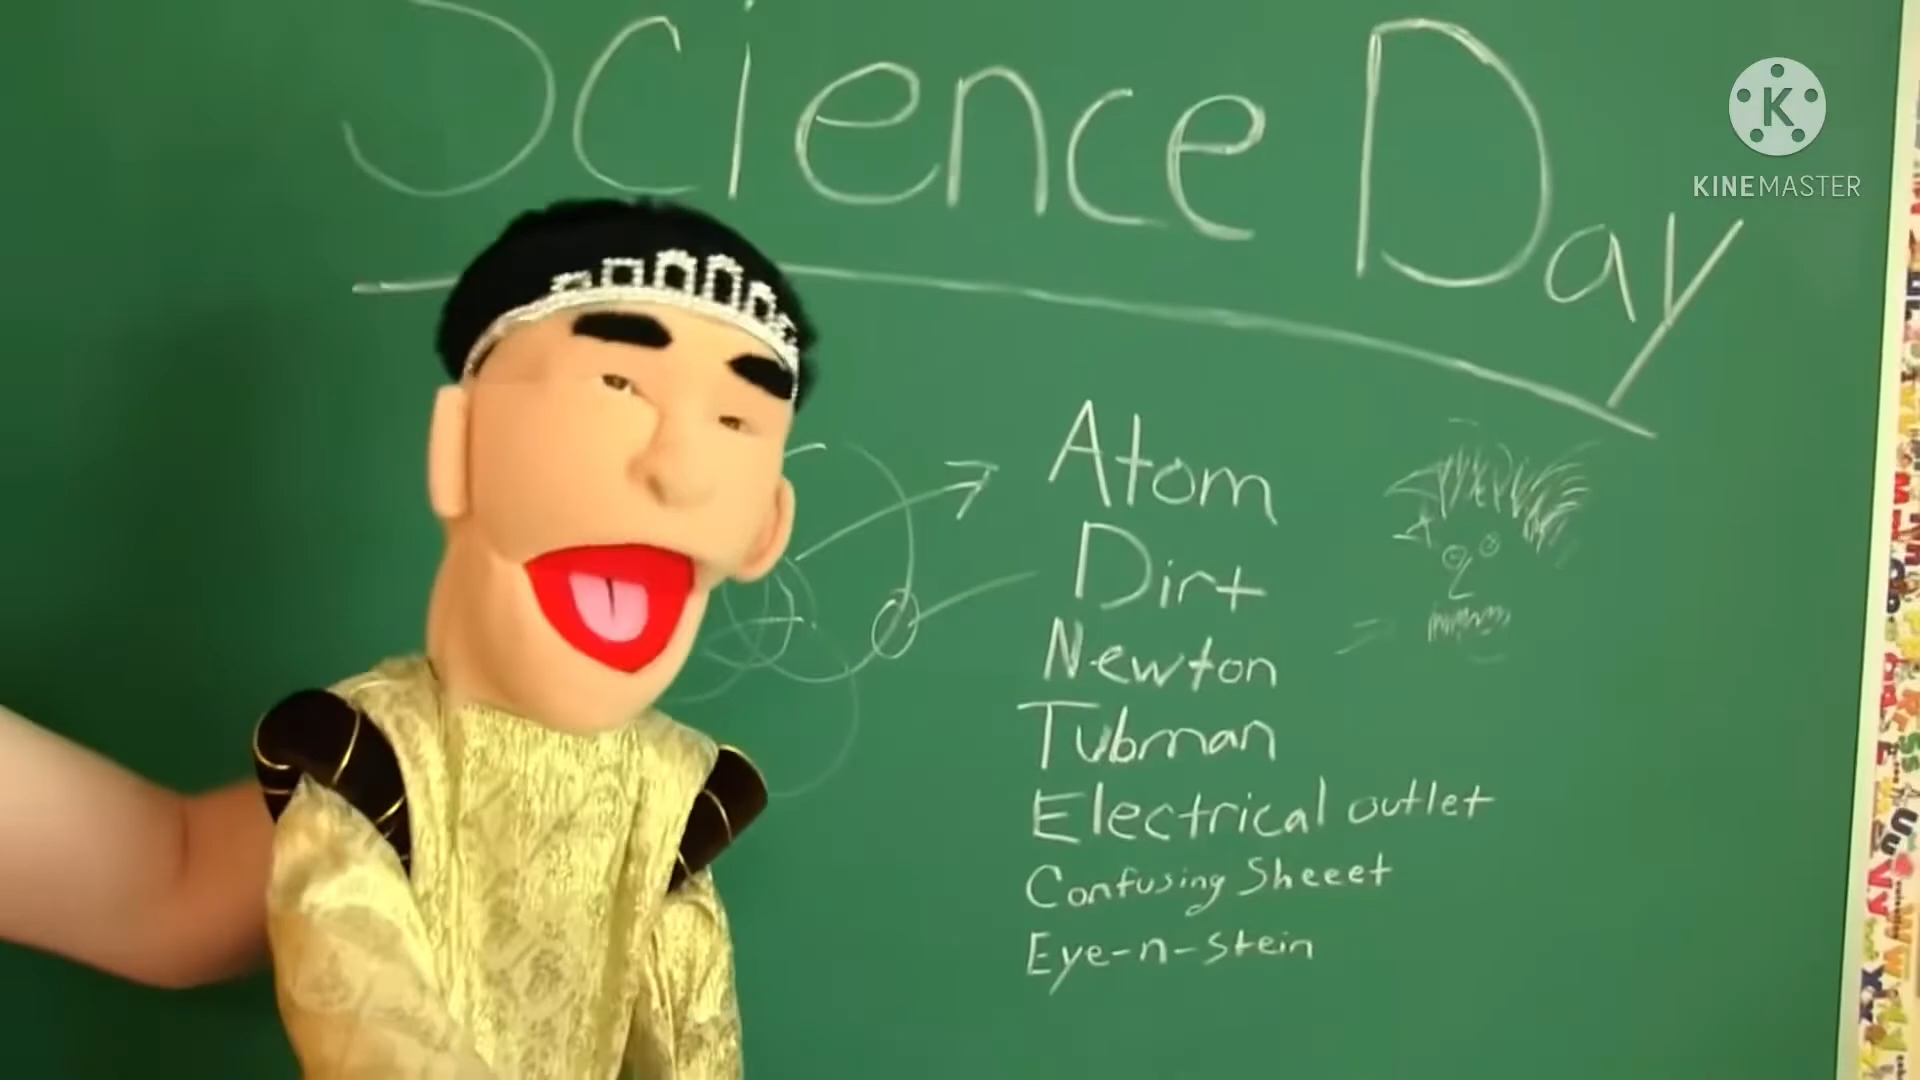 Science Day
K
KINEMASTER
Atom
Dirt
Newton
Tubman
Electrical outlet
Confusing Sheeet
Eye-n-stein